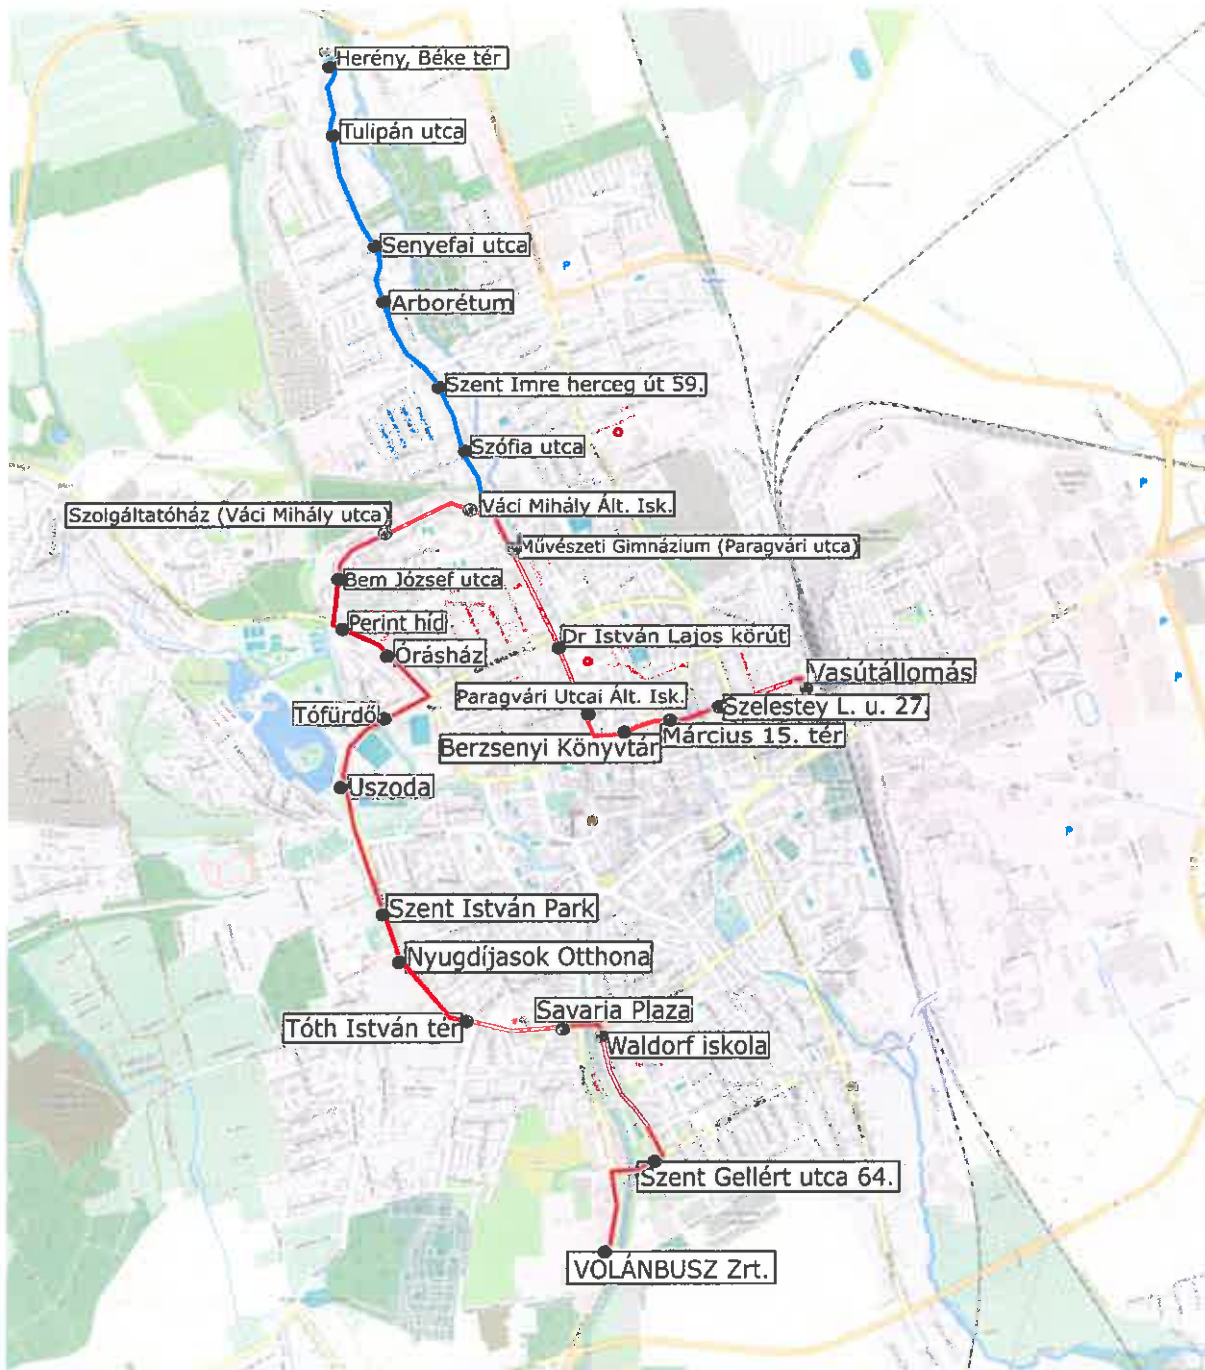 Herény, Béke tér
Tulipán utca
Senyefai utca
Arborétum
Szent Imre herceg út 59.
Szófia utca
Váci Mihály Ált. Isk.
Szolgáltatóház (Váci Mihály utca)
Művészeti Gimnázium (Paragvári utca)
Bem József utca
Perint híd
Dr István Lajos körút
Órásház
Vasútállomás
Paragvári Utcai Ált. Isk.
Szelestey L. u. 27.
Tófürdő
Március 15. tér
Berzsenyi Könyvtár
Uszoda
Szent István Park
Nyugdíjasok Otthona
Savaria Plaza
Tóth István tér
Waldorf iskola
Szent Gellért utca 64.
VOLÁNBUSZ Zrt.